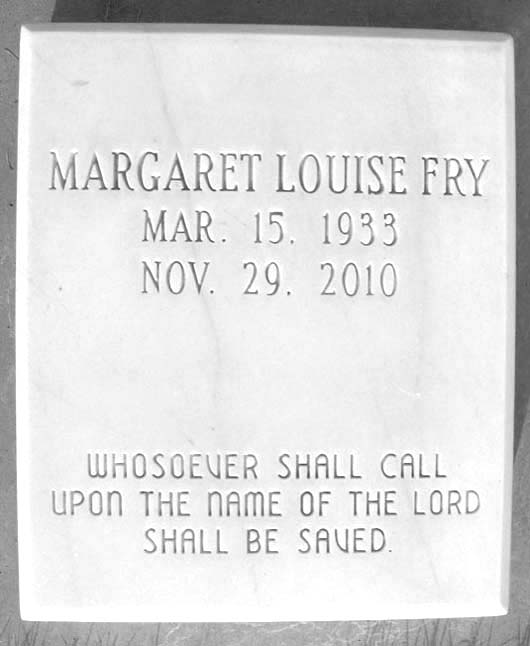 MARGARET LOUISE FRY
MAR. 15, 1933
NOV. 29, 2010
WHOSOEVER SHALL CALL
UPON THE NAME OF THE LORD
SHALL BE SAVED.